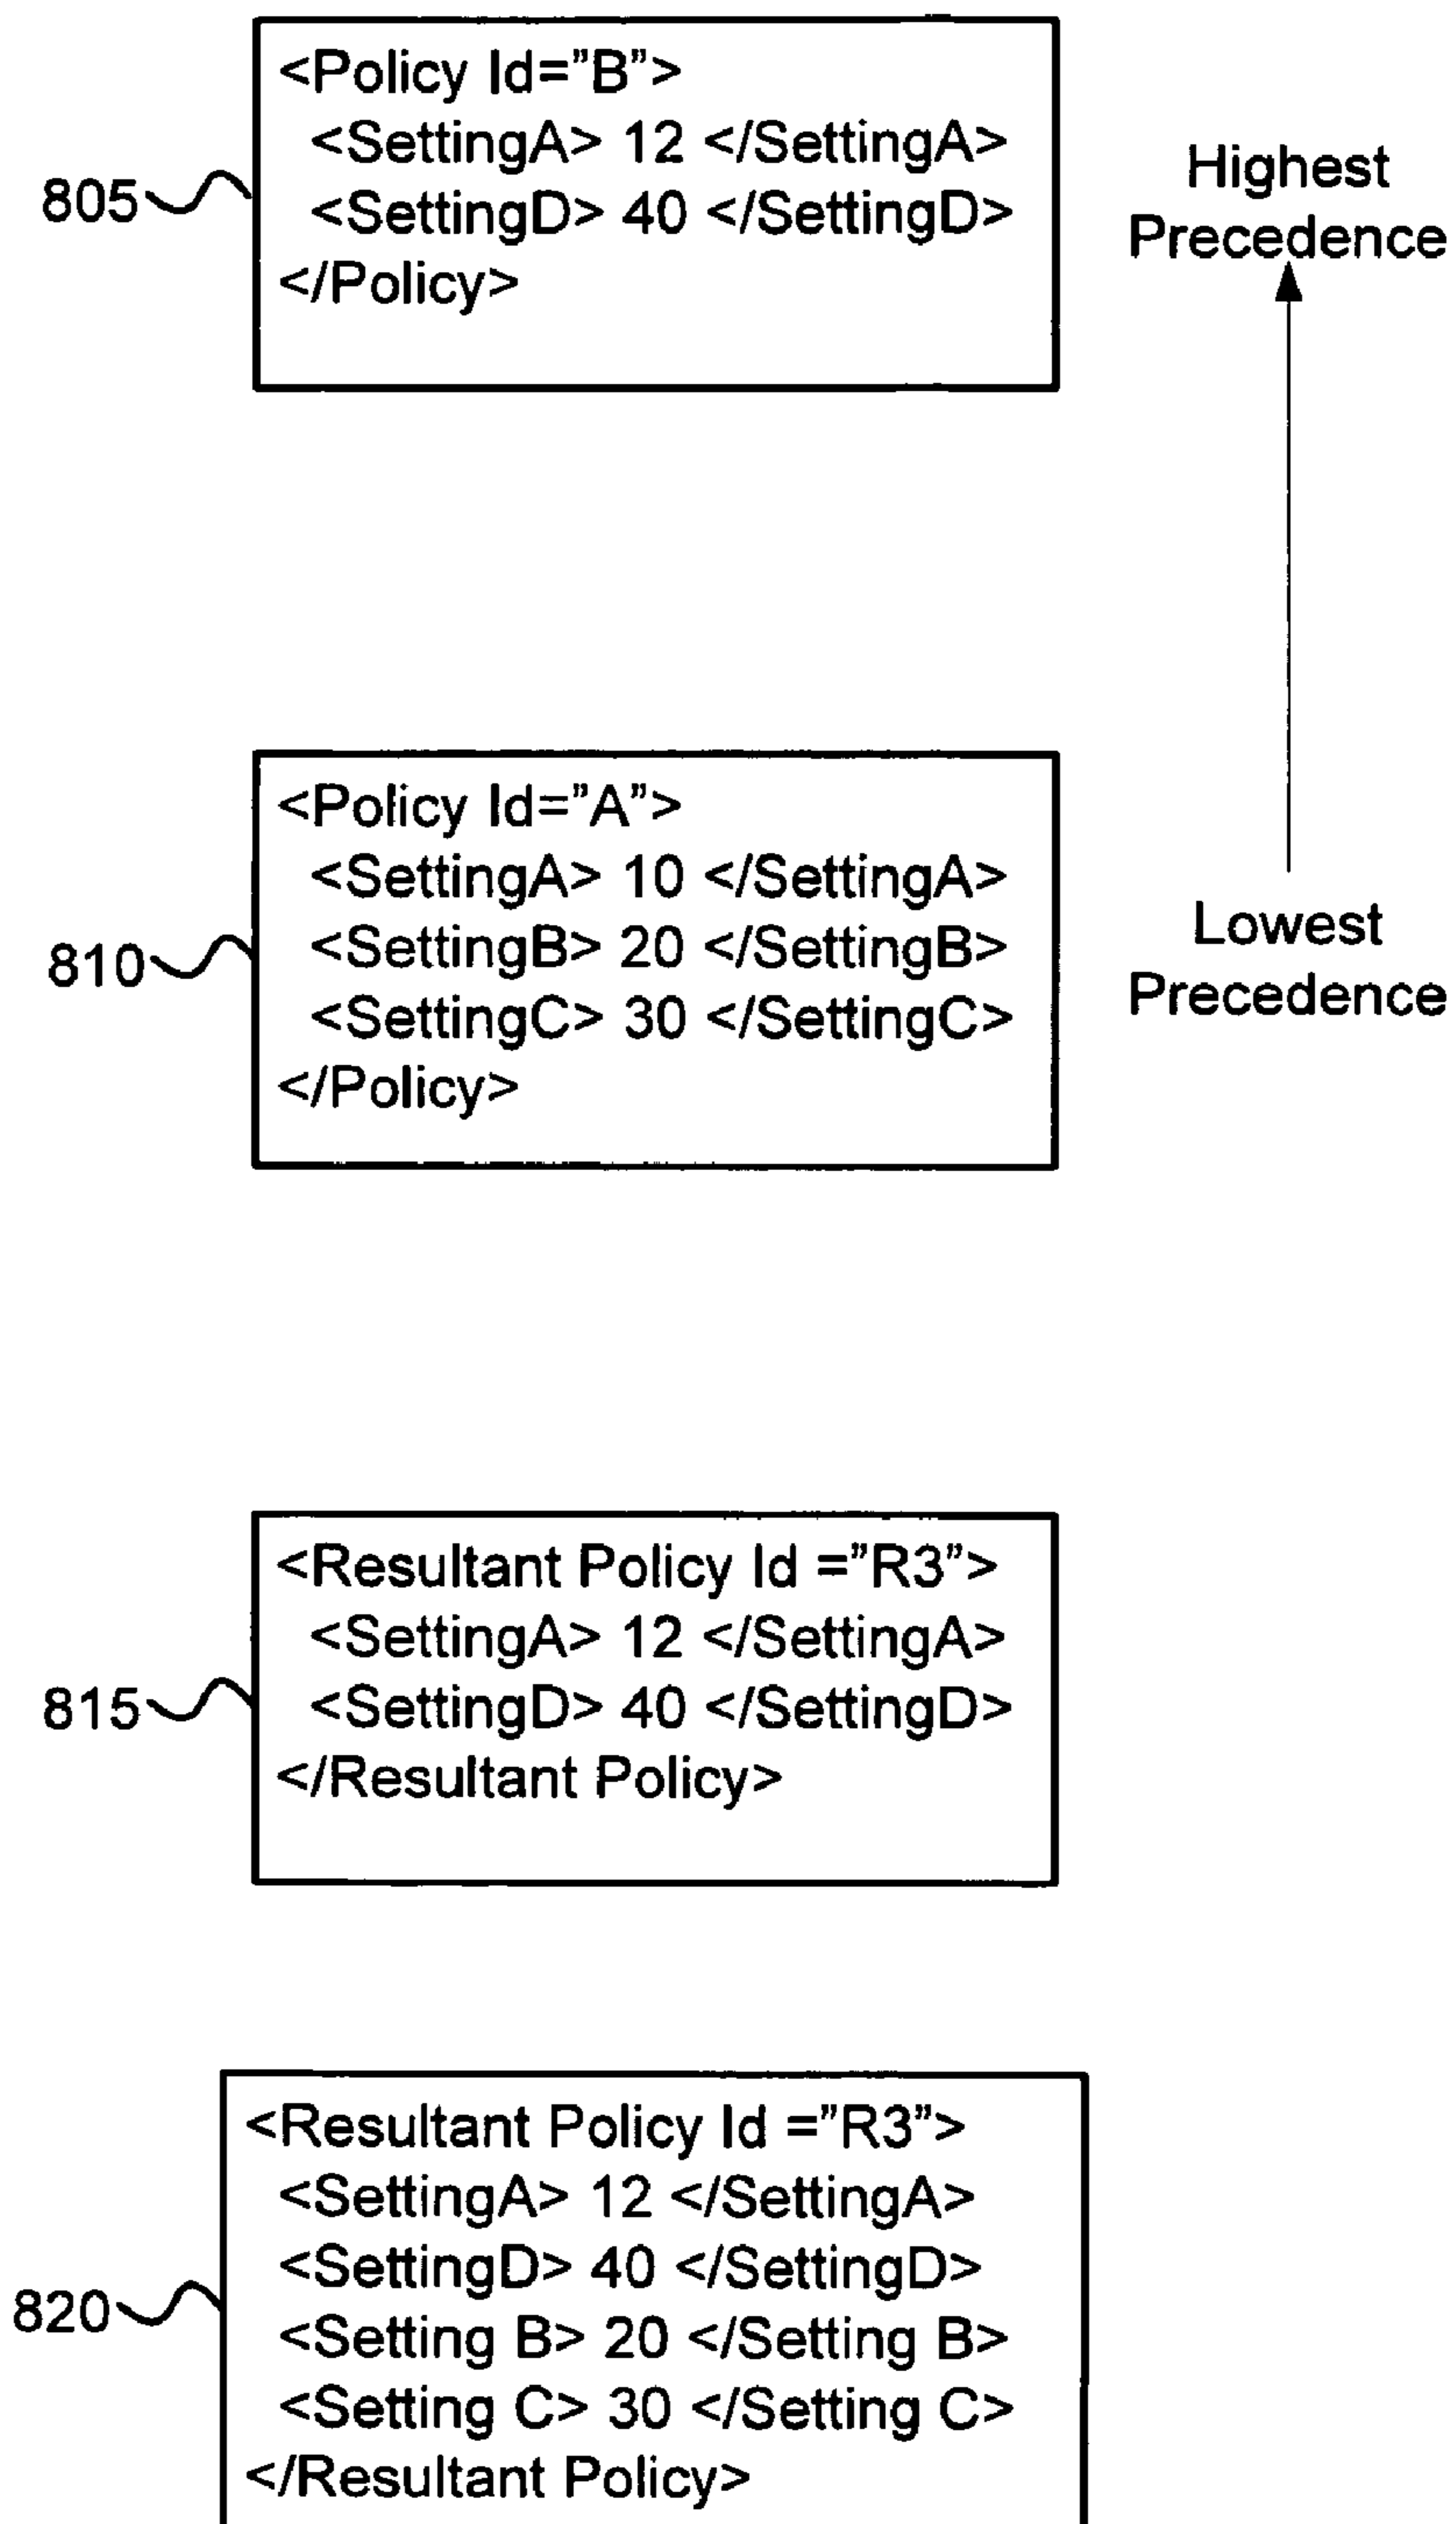 <Policy Id=”B”>
<SettingA> 12 </SettingA>
<SettingD> 40 </SettingD>
</Policy>
805
Highest
Precedence
<Policy Id=”A”>
<SettingA> 10 </SettingA>
<SettingB> 20 </SettingB>
<SettingC> 30 </SettingC>
</Policy>
810
Lowest
Precedence
<Resultant Policy Id =”R3”>
<SettingA> 12 </SettingA>
<SettingD> 40 </SettingD>
</Resultant Policy>
815
<Resultant Policy Id =”R3”>
<SettingA> 12 </SettingA>
<SettingD> 40 </SettingD>
<Setting B> 20 </Setting B>
<Setting C> 30 </Setting C>
</Resultant Policy>
820